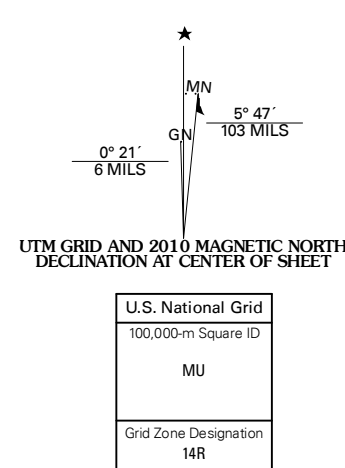 ★
MN
5° 47´
103 MILS
GN
0° 21´
6 MILS
UTM GRID AND 2010 MAGNETIC NORTH
DECLINATION AT CENTER OF SHEET
U.S. National Grid
100,000-m Square ID
MU
Grid Zone Designation
14R